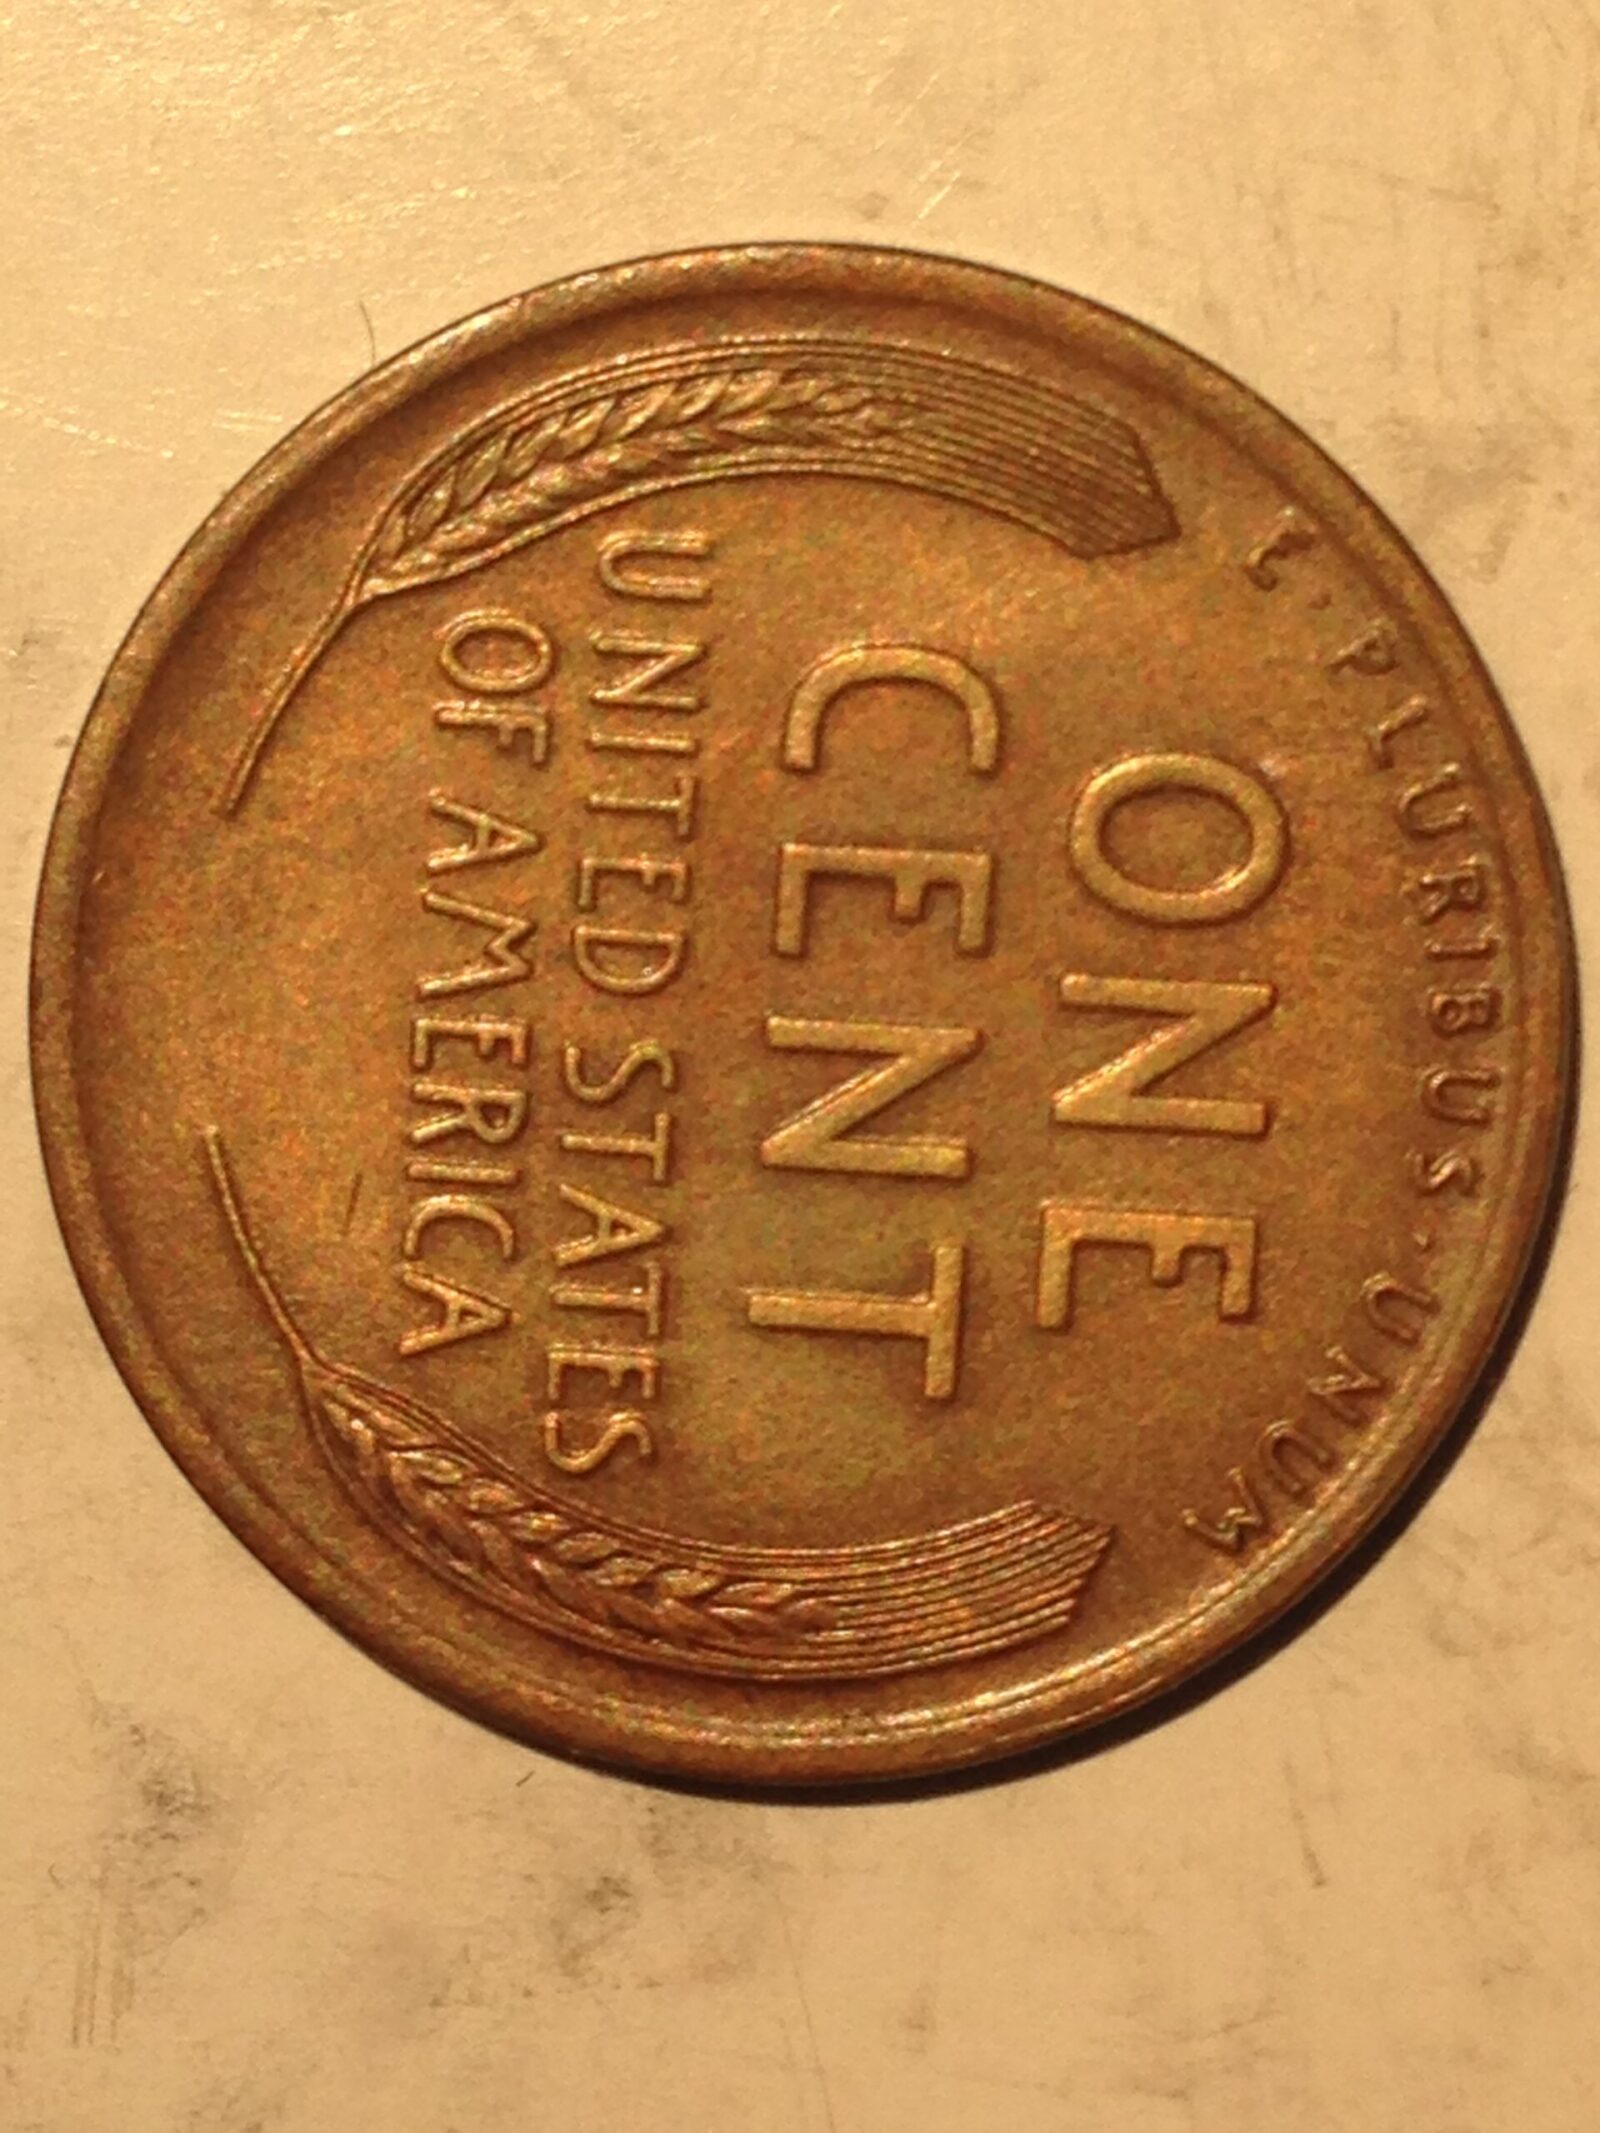 E·PLURIBUS·UNUM
ONE
CENT
UNITED STATES
OF AMERICA